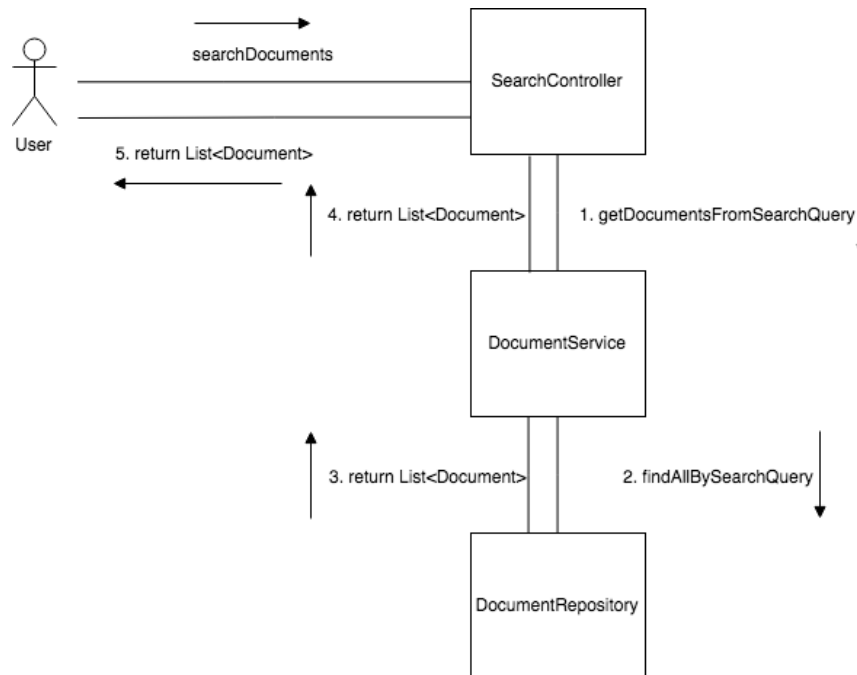 searchDocuments
SearchController
User
5. return List<Document>
4. return List<Document>
1. getDocumentsFromSearchQuery
DocumentService
3. return List<Document>
2. findAllBySearchQuery
DocumentRepository